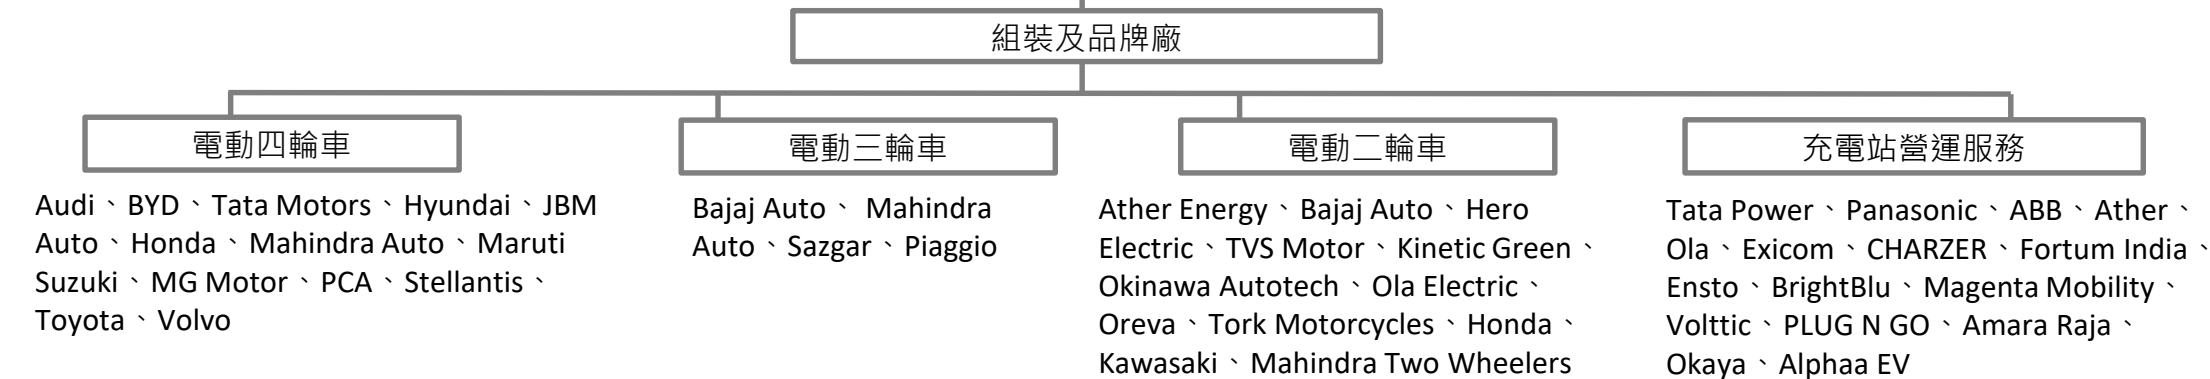 組裝及品牌廠
電動四輪車
Audi、BYD、Tata Motors、Hyundai、JBM
Auto、Honda、Mahindra Auto、Maruti
Suzuki、MG Motor、PCA、Stellantis、
Toyota、Volvo
電動三輪車
Bajaj Auto、 Mahindra
Auto、Sazgar、Piaggio
電動二輪車
Ather Energy、Bajaj Auto、Hero
Electric、TVS Motor、Kinetic Green、
Okinawa Autotech、Ola Electric、
Oreva、Tork Motorcycles、Honda、
Kawasaki、Mahindra Two Wheelers
充電站營運服務
Tata Power、Panasonic、ABB、Ather、
Ola、Exicom、CHARZER、Fortum India、
Ensto、BrightBlu、Magenta Mobility、
Volttic、PLUG N GO、Amara Raja、
Okaya、Alphaa EV